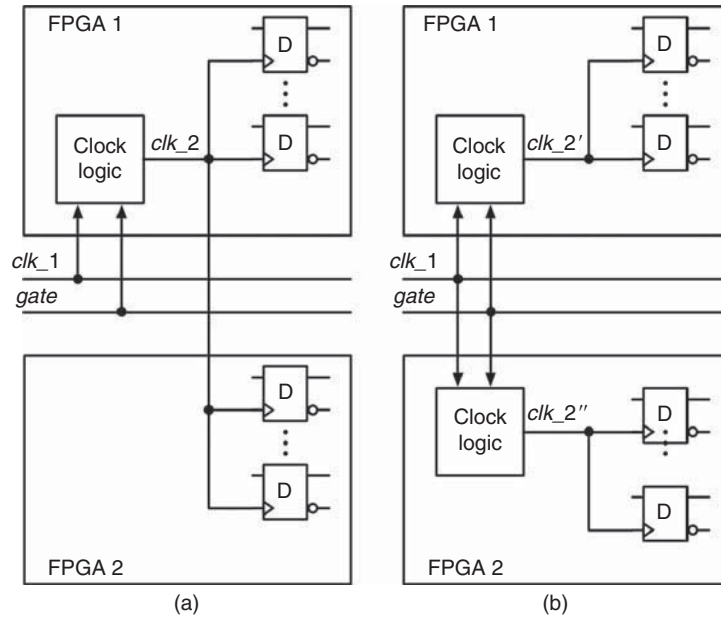 FPGA 1
D
D
Clock
logic
clk_2
clk_1
gate
D
D
FPGA 2
(a)
FPGA 1
D
D
Clock
logic
clk_2′
clk_1
gate
Clock
logic
clk_2″
D
D
FPGA 2
(b)